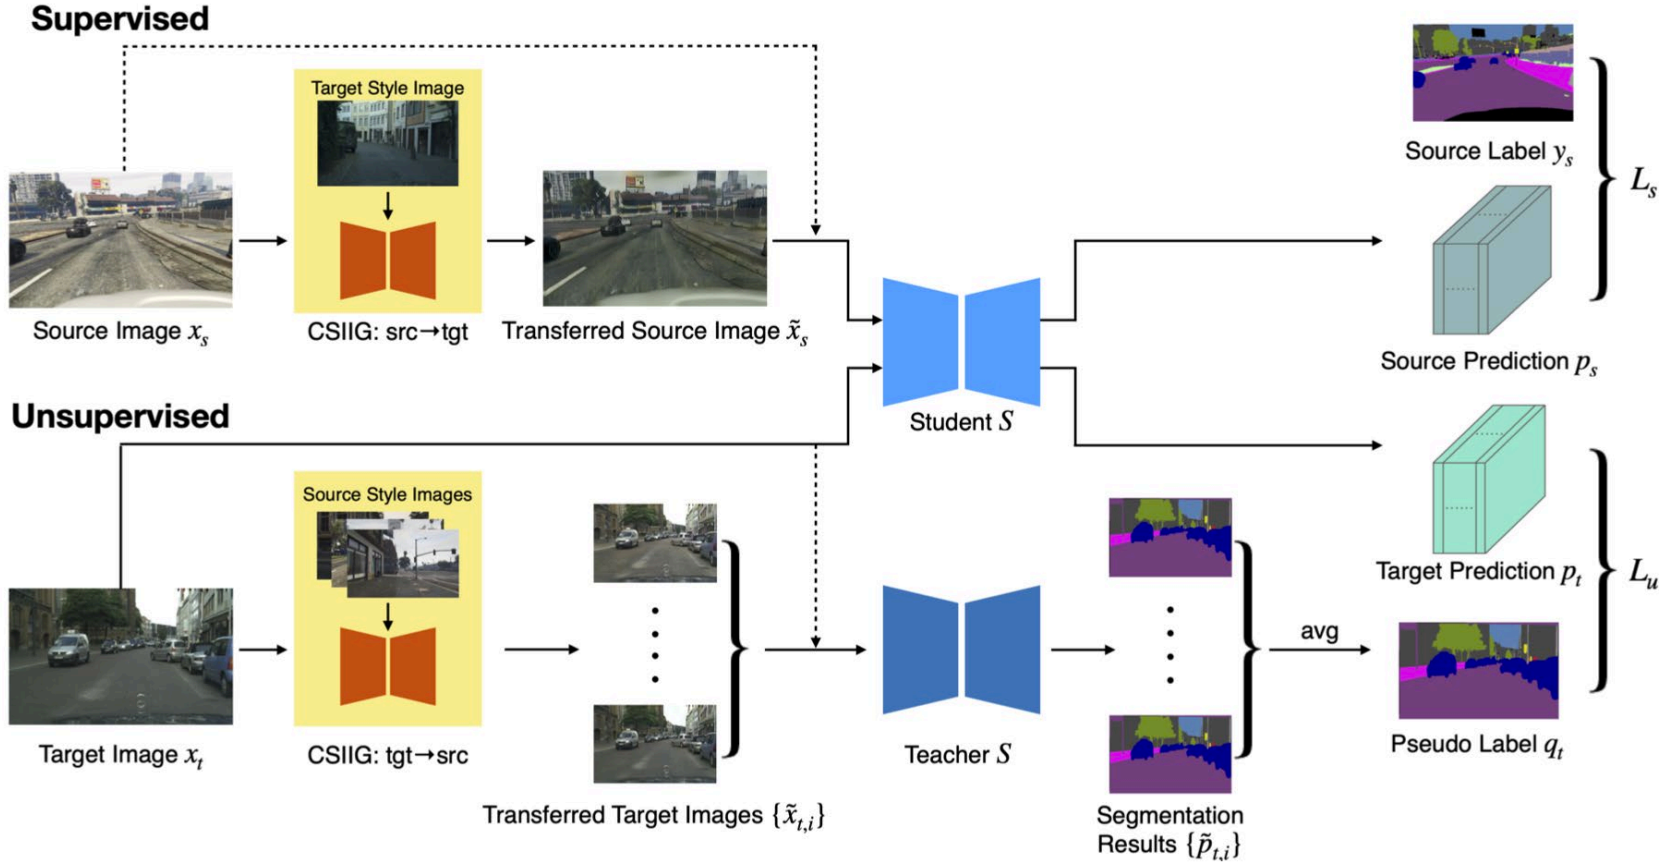 Supervised
Target Style Image
Source Image x_s
CSIIG: src→tgt
Transferred Source Image x̃_s
Student S
Source Label y_s
L_s
Source Prediction p_s
Unsupervised
Source Style Images
Target Image x_t
CSIIG: tgt→src
Transferred Target Images {x̃_{t,i}}
Teacher S
Segmentation
Results {p̃_{t,i}}
avg
Target Prediction p_t
L_u
Pseudo Label q_t